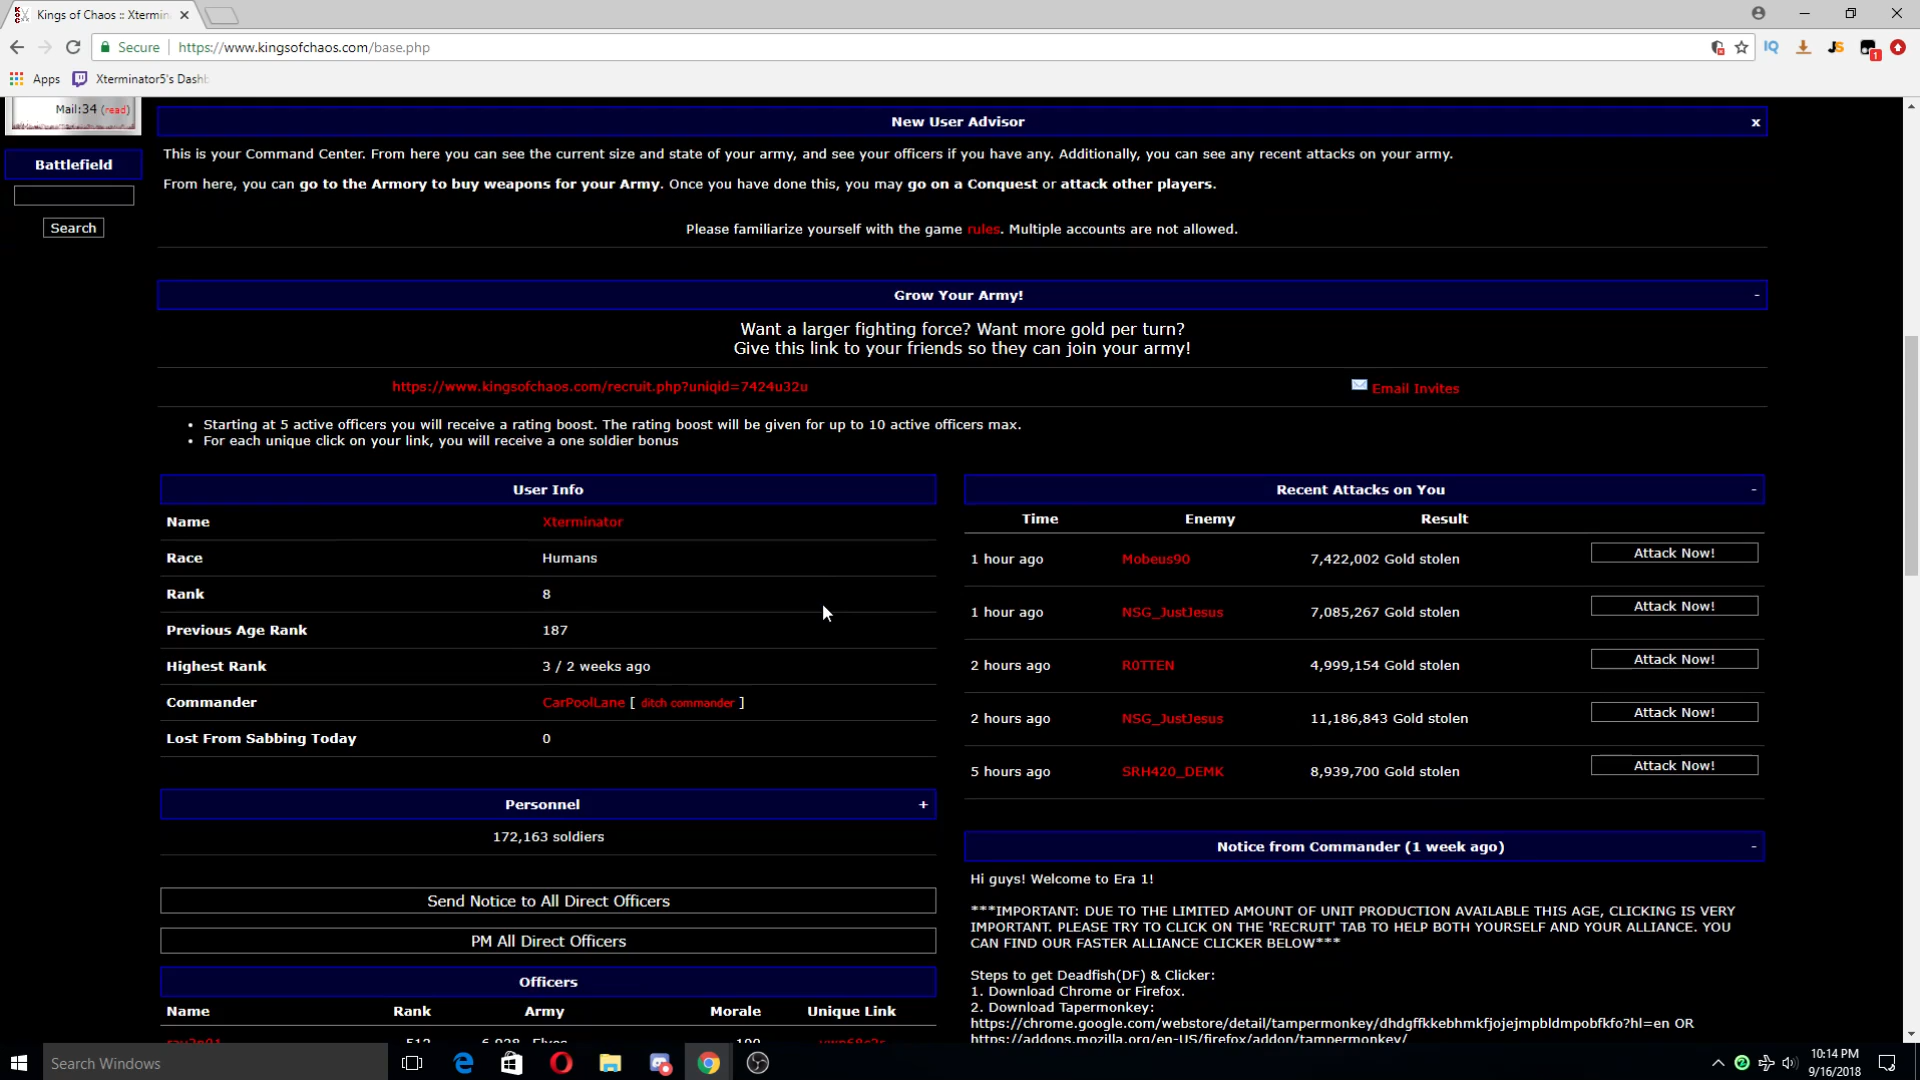 Kings of Chaos :: Xtermin
Secure | https://www.kingsofchaos.com/base.php
Apps Xterminator5's Dashb
Mail:34 (read)
Battlefield
Search
New User Advisor x
This is your Command Center. From here you can see the current size and state of your army, and see your officers if you have any. Additionally, you can see any recent attacks on your army.
From here, you can go to the Armory to buy weapons for your Army. Once you have done this, you may go on a Conquest or attack other players.
Please familiarize yourself with the game rules. Multiple accounts are not allowed.
Grow Your Army! -
Want a larger fighting force? Want more gold per turn?
Give this link to your friends so they can join your army!
https://www.kingsofchaos.com/recruit.php?uniqid=7424u32u Email Invites
• Starting at 5 active officers you will receive a rating boost. The rating boost will be given for up to 10 active officers max.
• For each unique click on your link, you will receive a one soldier bonus
User Info
Name Xterminator
Race Humans
Rank 8
Previous Age Rank 187
Highest Rank 3 / 2 weeks ago
Commander CarPoolLane [ ditch commander ]
Lost From Sabbing Today 0
Personnel +
172,163 soldiers
Send Notice to All Direct Officers
PM All Direct Officers
Officers
Name Rank Army Morale Unique Link
Recent Attacks on You -
Time Enemy Result
1 hour ago Mobeus90 7,422,002 Gold stolen Attack Now!
1 hour ago NSG_JustJesus 7,085,267 Gold stolen Attack Now!
2 hours ago R0TTEN 4,999,154 Gold stolen Attack Now!
2 hours ago NSG_JustJesus 11,186,843 Gold stolen Attack Now!
5 hours ago SRH420_DEMK 8,939,700 Gold stolen Attack Now!
Notice from Commander (1 week ago) -
Hi guys! Welcome to Era 1!
***IMPORTANT: DUE TO THE LIMITED AMOUNT OF UNIT PRODUCTION AVAILABLE THIS AGE, CLICKING IS VERY
IMPORTANT. PLEASE TRY TO CLICK ON THE 'RECRUIT' TAB TO HELP BOTH YOURSELF AND YOUR ALLIANCE. YOU
CAN FIND OUR FASTER ALLIANCE CLICKER BELOW***
Steps to get Deadfish(DF) & Clicker:
1. Download Chrome or Firefox.
2. Download Tapermonkey:
https://chrome.google.com/webstore/detail/tampermonkey/dhdgffkkebhmkfjojejmpbldmpobfkfo?hl=en OR
https://addons.mozilla.org/en-US/firefox/addon/tampermonkey/
Search Windows
10:14 PM
9/16/2018